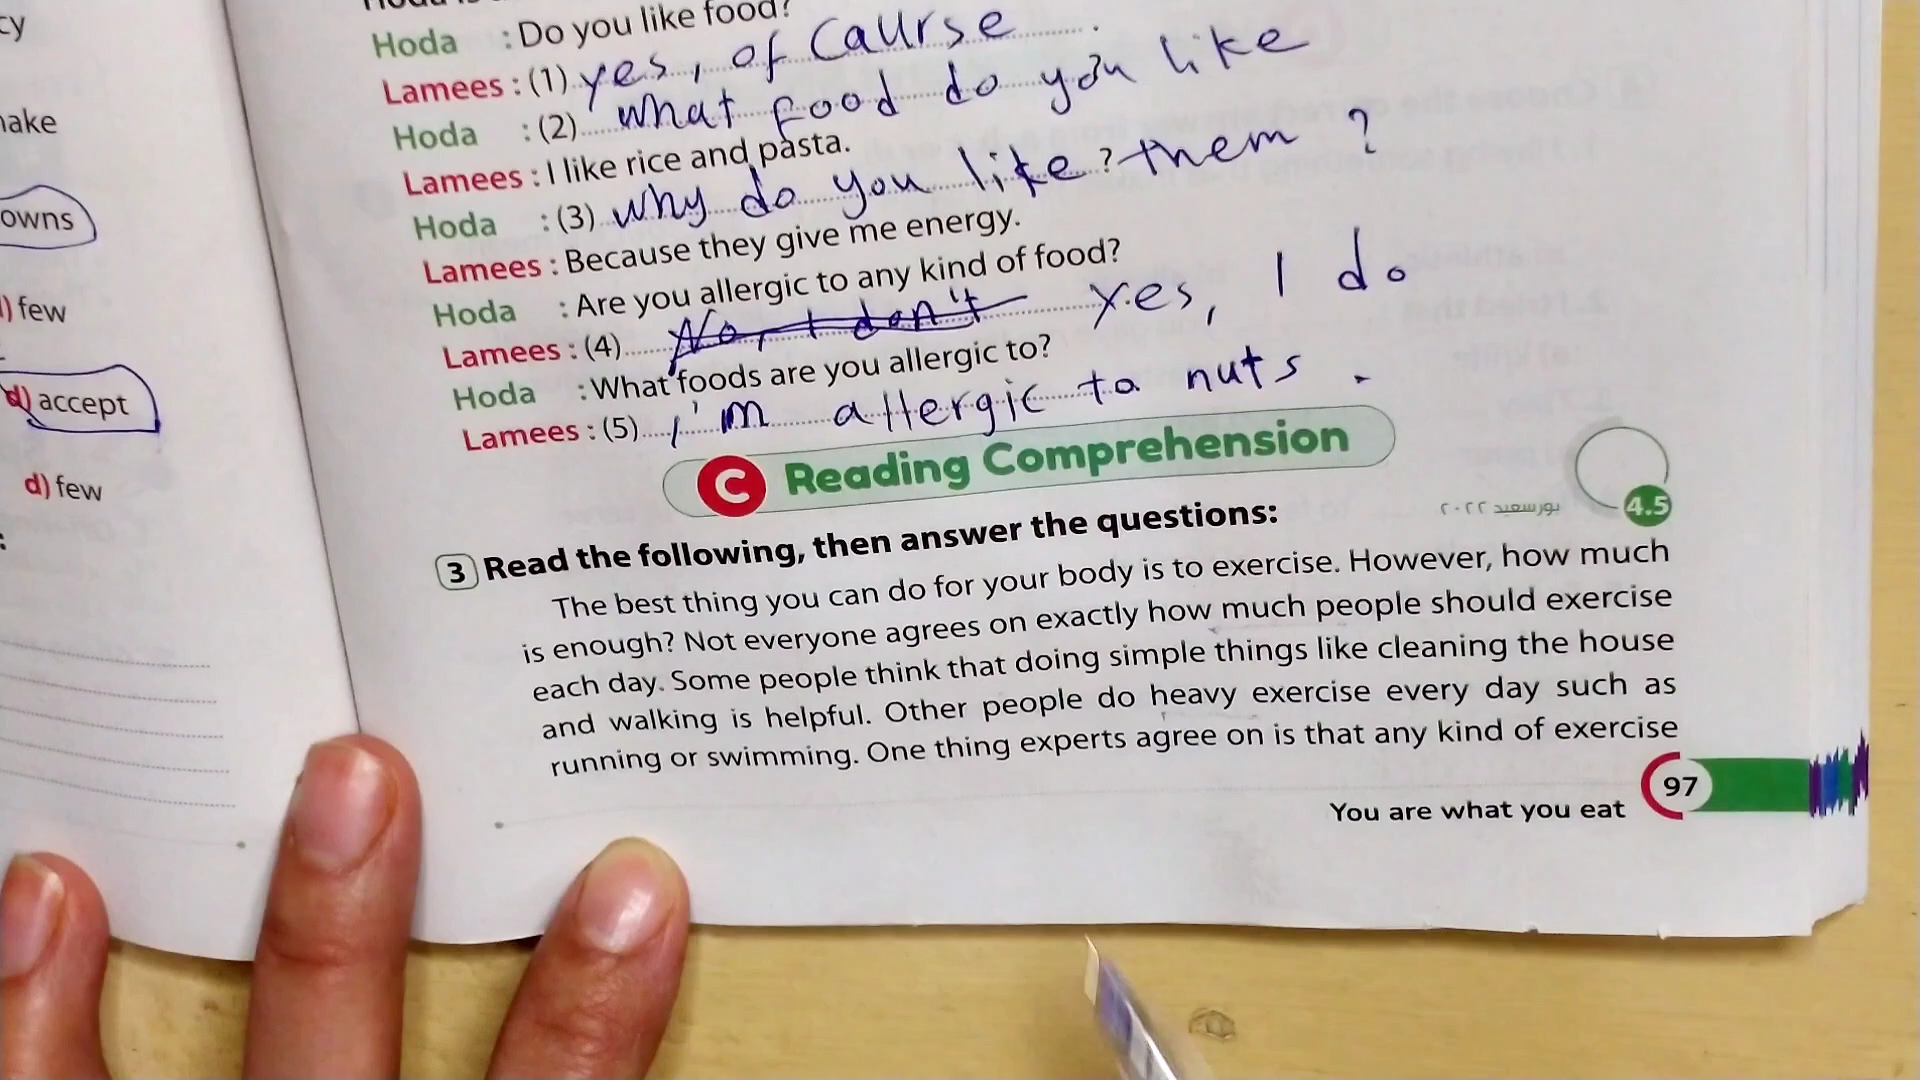 cy
make
owns
d) few
d) accept
d) few
:
Hoda : Do you like food?
Lamees : (1) yes, of caurse .
Hoda : (2) what food do you like
Lamees : I like rice and pasta.
Hoda : (3) why do you like ? them ?
Lamees : Because they give me energy.
Hoda : Are you allergic to any kind of food?
Lamees : (4) No, I don't yes, I do
Hoda : What foods are you allergic to?
Lamees : (5) I'm allergic to nuts .
C Reading Comprehension
بورسعيد ٢٠٢٢
4.5
3 Read the following, then answer the questions:
The best thing you can do for your body is to exercise. However, how much
is enough? Not everyone agrees on exactly how much people should exercise
each day. Some people think that doing simple things like cleaning the house
and walking is helpful. Other people do heavy exercise every day such as
running or swimming. One thing experts agree on is that any kind of exercise
97
You are what you eat